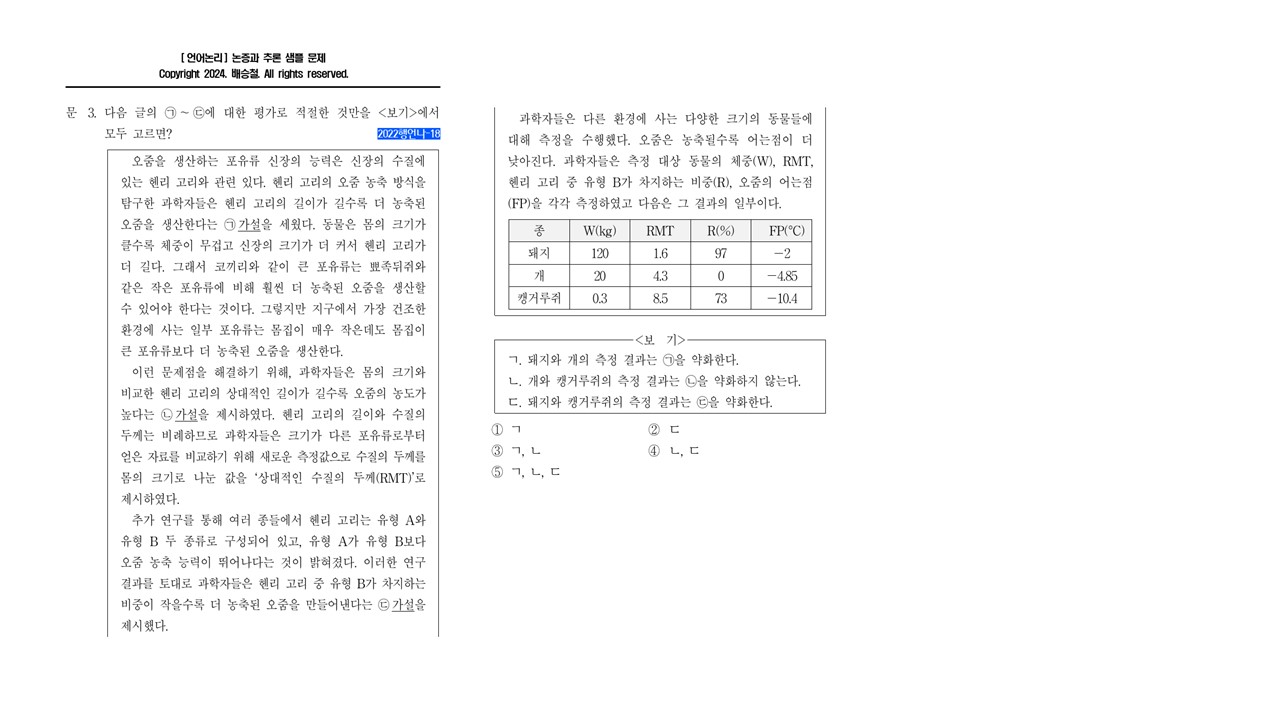 [언어논리] 논증과 추론 샘플 문제
Copyright 2024. 배승철. All rights reserved.
문 3. 다음 글의 ㉠~㉢에 대한 평가로 적절한 것만을 <보기>에서
모두 고르면? 2022행언나-18
오줌을 생산하는 포유류 신장의 능력은 신장의 수질에
있는 헨리 고리와 관련 있다. 헨리 고리의 오줌 농축 방식을
탐구한 과학자들은 헨리 고리의 길이가 길수록 더 농축된
오줌을 생산한다는 ㉠가설을 세웠다. 동물은 몸의 크기가
클수록 체중이 무겁고 신장의 크기가 더 커서 헨리 고리가
더 길다. 그래서 코끼리와 같이 큰 포유류는 뾰족뒤쥐와
같은 작은 포유류에 비해 훨씬 더 농축된 오줌을 생산할
수 있어야 한다는 것이다. 그렇지만 지구에서 가장 건조한
환경에 사는 일부 포유류는 몸집이 매우 작은데도 몸집이
큰 포유류보다 더 농축된 오줌을 생산한다.
이런 문제점을 해결하기 위해, 과학자들은 몸의 크기와
비교한 헨리 고리의 상대적인 길이가 길수록 오줌의 농도가
높다는 ㉡가설을 제시하였다. 헨리 고리의 길이와 수질의
두께는 비례하므로 과학자들은 크기가 다른 포유류로부터
얻은 자료를 비교하기 위해 새로운 측정값으로 수질의 두께를
몸의 크기로 나눈 값을 ‘상대적인 수질의 두께(RMT)’로
제시하였다.
추가 연구를 통해 여러 종들에서 헨리 고리는 유형 A와
유형 B 두 종류로 구성되어 있고, 유형 A가 유형 B보다
오줌 농축 능력이 뛰어나다는 것이 밝혀졌다. 이러한 연구
결과를 토대로 과학자들은 헨리 고리 중 유형 B가 차지하는
비중이 작을수록 더 농축된 오줌을 만들어낸다는 ㉢가설을
제시했다.
과학자들은 다른 환경에 사는 다양한 크기의 동물들에
대해 측정을 수행했다. 오줌은 농축될수록 어는점이 더
낮아진다. 과학자들은 측정 대상 동물의 체중(W), RMT,
헨리 고리 중 유형 B가 차지하는 비중(R), 오줌의 어는점
(FP)을 각각 측정하였고 다음은 그 결과의 일부이다.
종 W(kg) RMT R(%) FP(℃)
돼지 120 1.6 97 −2
개 20 4.3 0 −4.85
캥거루쥐 0.3 8.5 73 −10.4
<보 기>
ㄱ. 돼지와 개의 측정 결과는 ㉠을 약화한다.
ㄴ. 개와 캥거루쥐의 측정 결과는 ㉡을 약화하지 않는다.
ㄷ. 돼지와 캥거루쥐의 측정 결과는 ㉢을 약화한다.
① ㄱ ② ㄷ
③ ㄱ, ㄴ ④ ㄴ, ㄷ
⑤ ㄱ, ㄴ, ㄷ